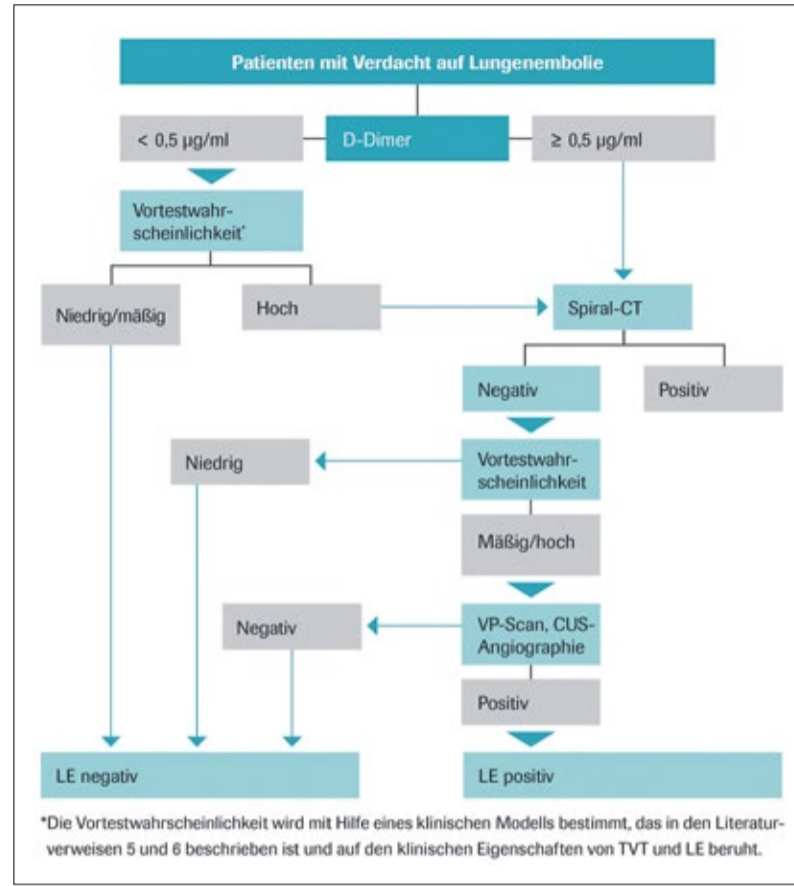 Patienten mit Verdacht auf Lungenembolie
< 0,5 µg/ml
D-Dimer
≥ 0,5 µg/ml
Vortestwahr-
scheinlichkeit*
Niedrig/mäßig
Hoch
Spiral-CT
Negativ
Positiv
Niedrig
Vortestwahr-
scheinlichkeit
Mäßig/hoch
Negativ
VP-Scan, CUS-
Angiographie
Positiv
LE negativ
LE positiv
*Die Vortestwahrscheinlichkeit wird mit Hilfe eines klinischen Modells bestimmt, das in den Literatur-
verweisen 5 und 6 beschrieben ist und auf den klinischen Eigenschaften von TVT und LE beruht.